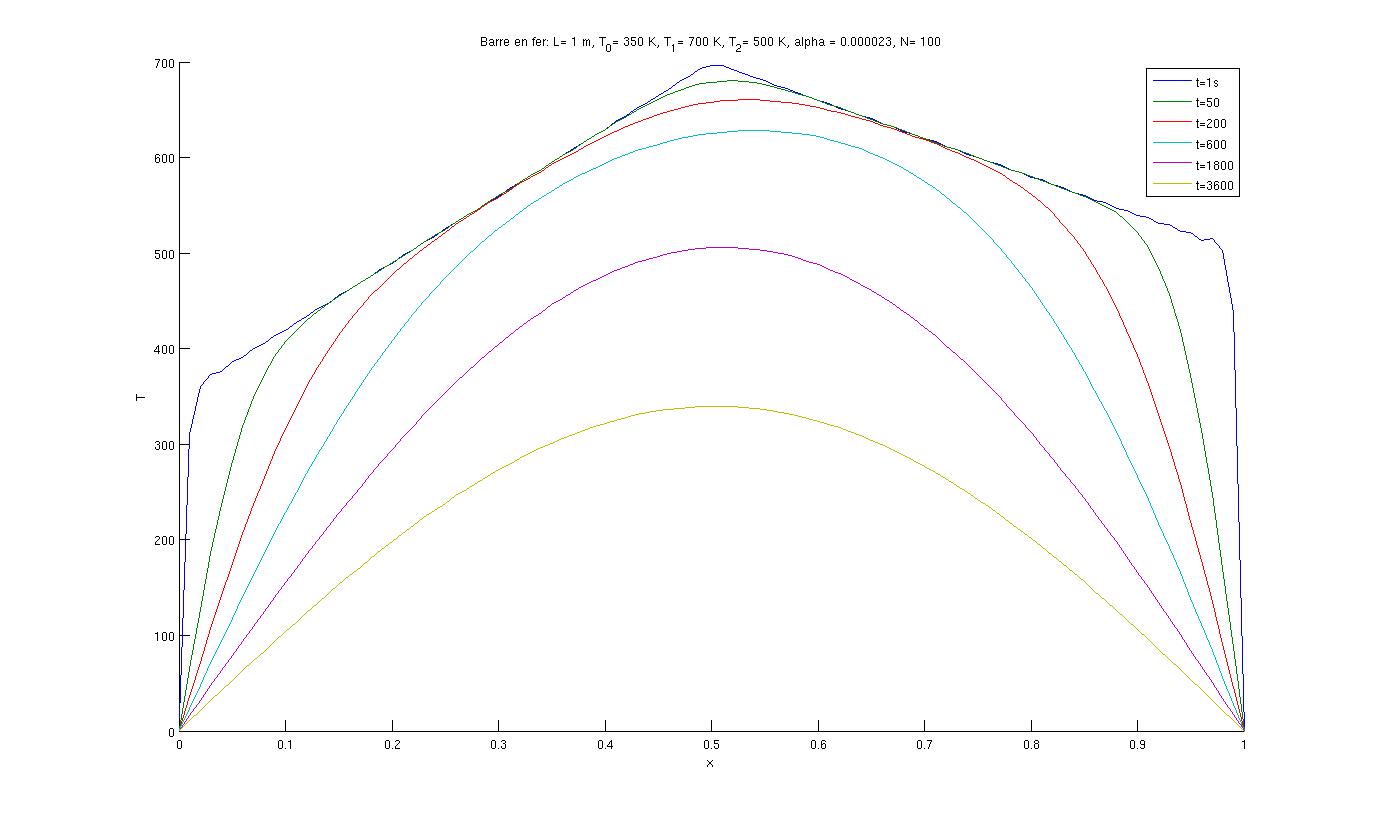 Barre en fer: L= 1 m, T0= 350 K, T1= 700 K, T2= 500 K, alpha = 0.000023, N= 100
700
600
500
400
300
200
100
0
T
t=1s
t=50
t=200
t=600
t=1800
t=3600
0 0.1 0.2 0.3 0.4 0.5 0.6 0.7 0.8 0.9 1
x